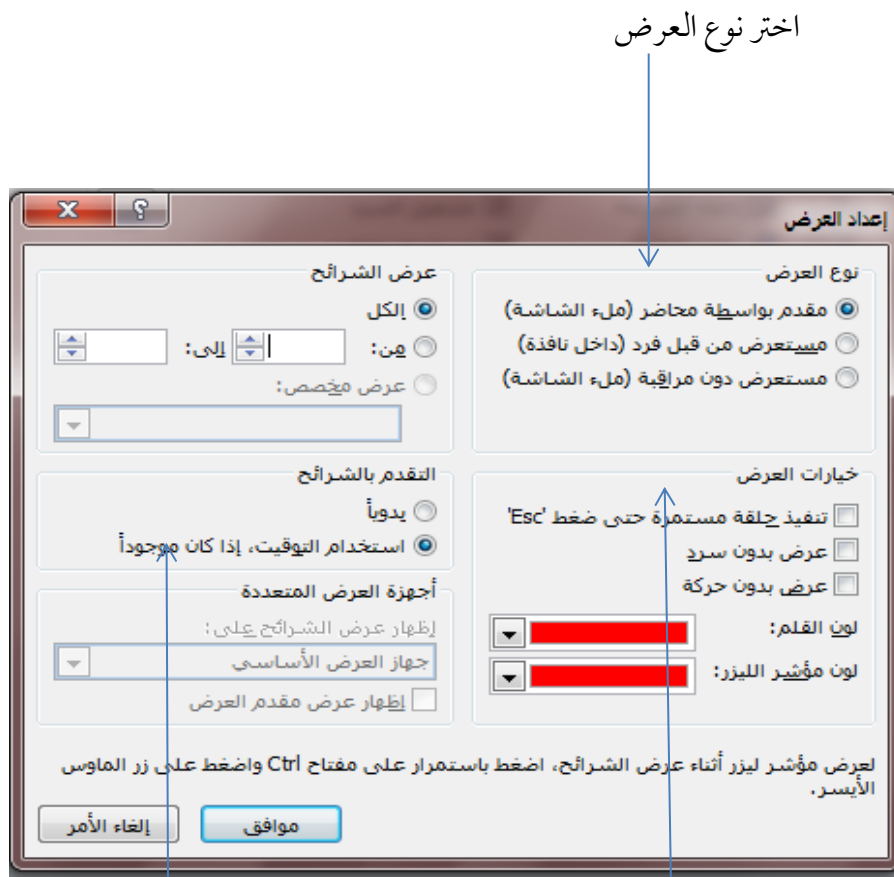 اختر نوع العرض
إعداد العرض
نوع العرض
مقدم بواسطة محاضر (ملء الشاشة)
مستعرض من قبل فرد (داخل نافذة)
مستعرض دون مراقبة (ملء الشاشة)
عرض الشرائح
الكل
من: إلى:
عرض مخصص:
خيارات العرض
تنفيذ حلقة مستمرة حتى ضغط 'Esc'
عرض بدون سرد
عرض بدون حركة
لون القلم:
لون مؤشر الليزر:
التقدم بالشرائح
يدوياً
استخدام التوقيت، إذا كان موجوداً
أجهزة العرض المتعددة
إظهار عرض الشرائح على:
جهاز العرض الأساسي
إظهار عرض مقدم العرض
لعرض مؤشر ليزر أثناء عرض الشرائح، اضغط باستمرار على مفتاح Ctrl واضغط على زر الماوس
الأيسر.
موافق
إلغاء الأمر